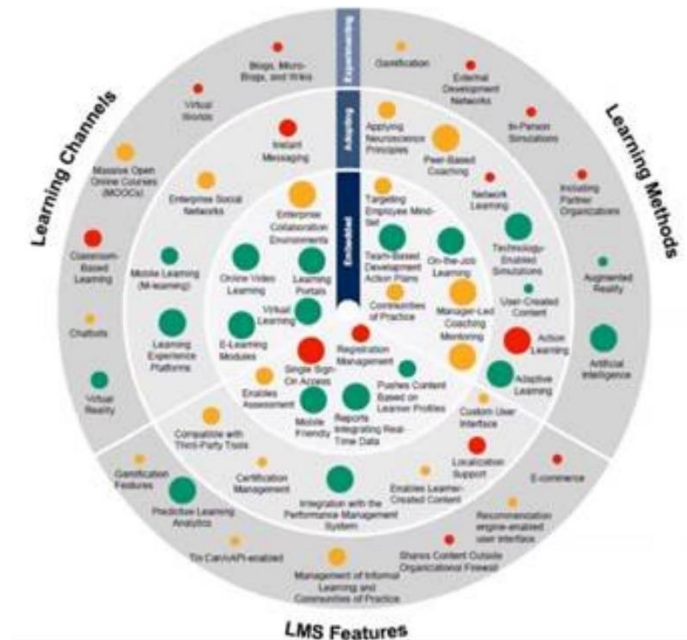 Learning Channels
Learning Methods
LMS Features
Experimenting
Adopting
Embedded
Blogs, Micro-
Blogs, and Wikis
Virtual
Worlds
Massive Open
Online Courses
(MOOCs)
Classroom-
Based
Learning
Chatbots
Virtual
Reality
Instant
Messaging
Enterprise Social
Networks
Mobile Learning
(M-learning)
Learning
Experience
Platforms
Enterprise
Collaboration
Environments
Online Video
Learning
Learning
Portals
Virtual
Learning
E-Learning
Modules
Gamification
External
Development
Networks
In-Person
Simulations
Including
Partner
Organizations
Augmented
Reality
Artificial
Intelligence
Applying
Neuroscience
Principles
Peer-Based
Coaching
Network
Learning
Technology-
Enabled
Simulations
User-Created
Content
Action
Learning
Adaptive
Learning
Targeting
Employee Mind-
Set
Team-Based
Development
Action Plans
On-the-Job
Learning
Communities
of Practice
Manager-Led
Coaching
Mentoring
Registration
Management
Single Sign-
On Access
Enables
Assessment
Mobile
Friendly
Reports
Integrating Real-
Time Data
Pushes Content
Based on
Learner Profiles
Custom User
Interface
Compatible with
Third-Party Tools
Certification
Management
Integration with the
Performance Management
System
Enables Learner-
Created Content
Localization
Support
Gamification
Features
Predictive Learning
Analytics
Tin Can/xAPI-enabled
Management of Informal
Learning and
Communities of Practice
Shares Content Outside
Organizational Firewall
Recommendation
engine-enabled
user interface
E-commerce